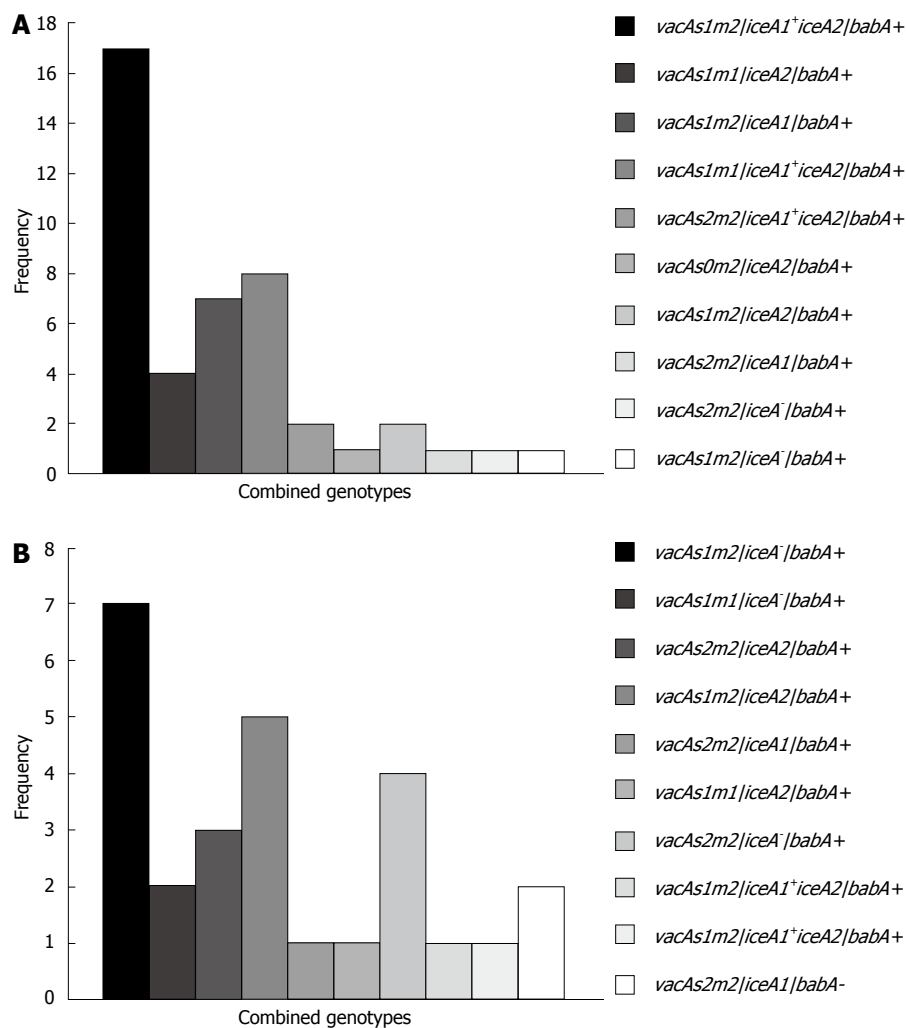 A
18
16
14
12
10
8
6
4
2
0
Frequency
Combined genotypes
vacAs1m2/iceA1⁺iceA2/babA+
vacAs1m1/iceA2/babA+
vacAs1m2/iceA1/babA+
vacAs1m1/iceA1⁺iceA2/babA+
vacAs2m2/iceA1⁺iceA2/babA+
vacAs0m2/iceA2/babA+
vacAs1m2/iceA2/babA+
vacAs2m2/iceA1/babA+
vacAs2m2/iceA⁻/babA+
vacAs1m2/iceA⁻/babA+
B
8
7
6
5
4
3
2
1
0
Frequency
Combined genotypes
vacAs1m2/iceA⁻/babA+
vacAs1m1/iceA⁻/babA+
vacAs2m2/iceA2/babA+
vacAs1m2/iceA2/babA+
vacAs2m2/iceA1/babA+
vacAs1m1/iceA2/babA+
vacAs2m2/iceA⁻/babA+
vacAs1m2/iceA1⁺iceA2/babA+
vacAs1m2/iceA1⁺iceA2/babA+
vacAs2m2/iceA1/babA-